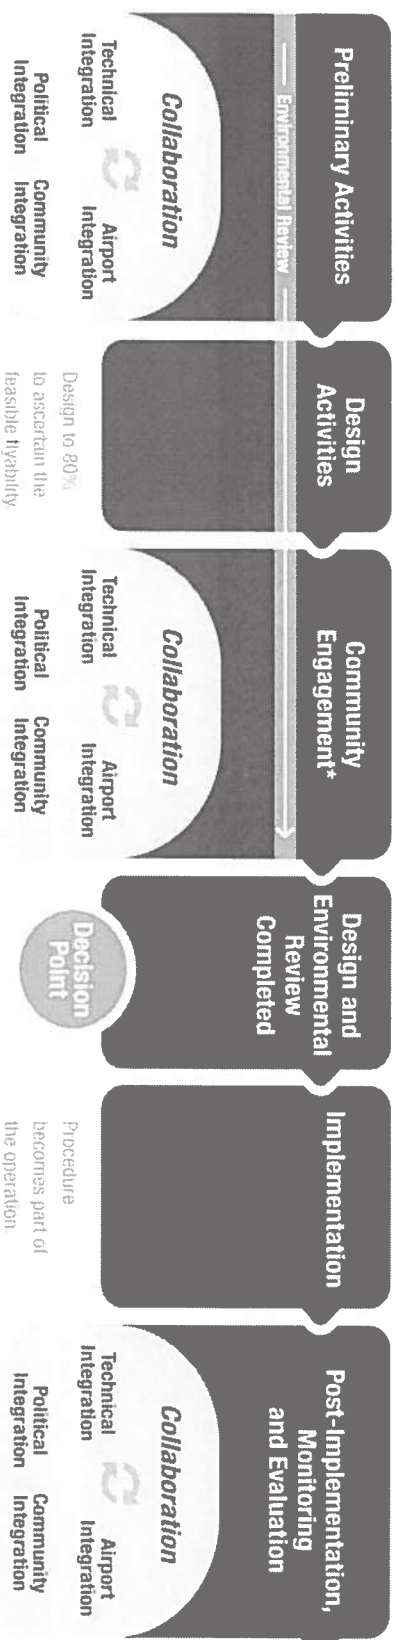 Preliminary Activities
Environmental Review
Collaboration
Technical
Integration
Airport
Integration
Political
Integration
Community
Integration
Design
Activities
Design to 80%
to ascertain the
feasible flyability.
Community
Engagement*
Collaboration
Technical
Integration
Airport
Integration
Political
Integration
Community
Integration
Design and
Environmental
Review
Completed
Decision
Point
Implementation
Procedure
becomes part of
the operation.
Post-Implementation,
Monitoring
and Evaluation
Collaboration
Technical
Integration
Airport
Integration
Political
Integration
Community
Integration